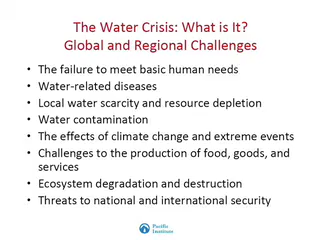 The Water Crisis: What is It?
Global and Regional Challenges
• The failure to meet basic human needs
• Water-related diseases
• Local water scarcity and resource depletion
• Water contamination
• The effects of climate change and extreme events
• Challenges to the production of food, goods, and
services
• Ecosystem degradation and destruction
• Threats to national and international security
Pacific
Institute